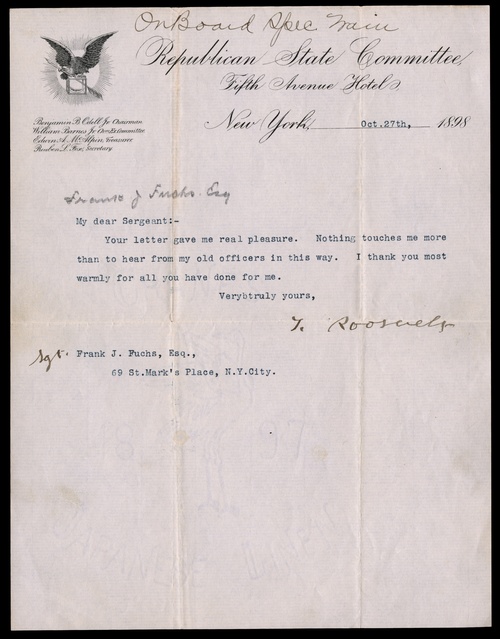 On Board Spec Train
Republican State Committee
Fifth Avenue Hotel
Benjamin B. Odell Jr. Chairman
William Barnes Jr. Chm. Ex. Committee
Edwin A. McAlpin, Treasurer
Reuben L. Fox, Secretary
New York, Oct.27th, 1898
Frank J Fuchs. Esq
My dear Sergeant:-
Your letter gave me real pleasure. Nothing touches me more
than to hear from my old officers in this way. I thank you most
warmly for all you have done for me.
Verybtruly yours,
T. Roosevelt
Sgt. Frank J. Fuchs, Esq.,
69 St.Mark's Place, N.Y.City.